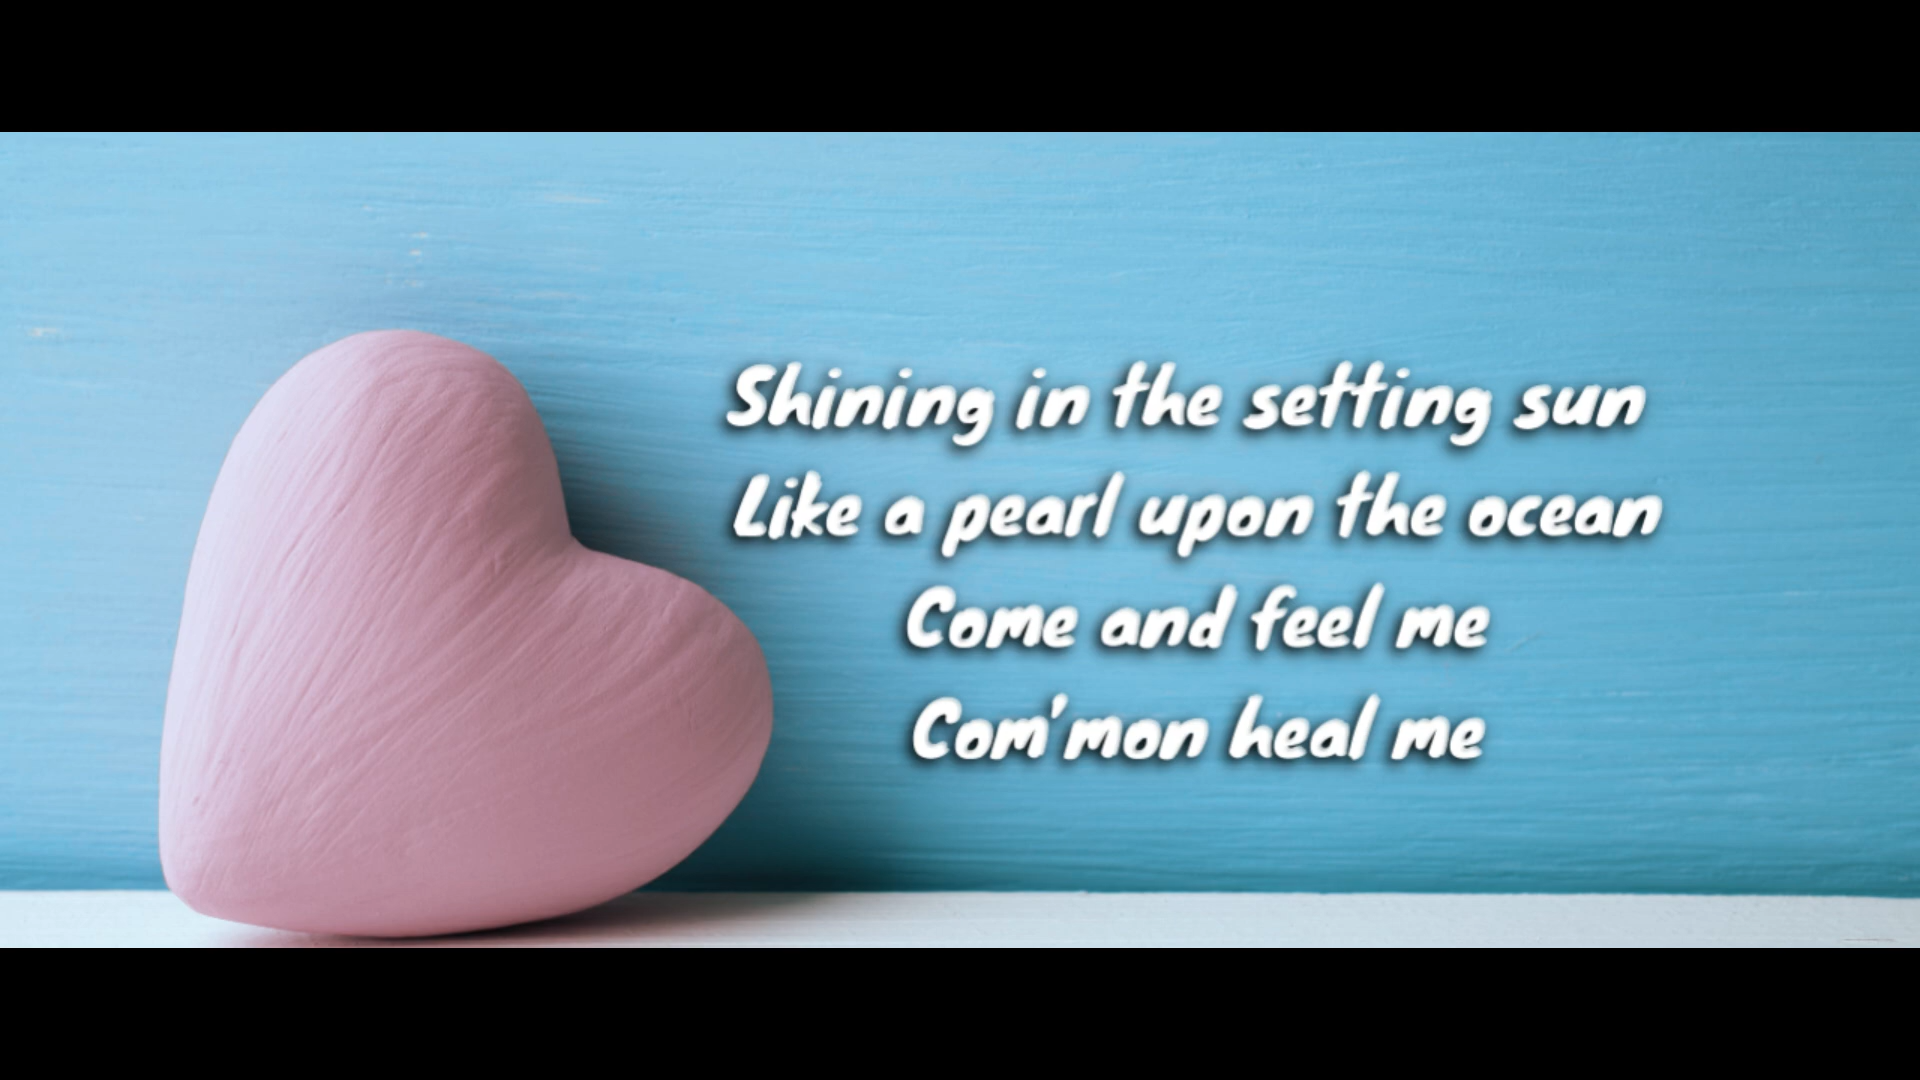 Shining in the setting sun
Like a pearl upon the ocean
Come and feel me
Com'mon heal me